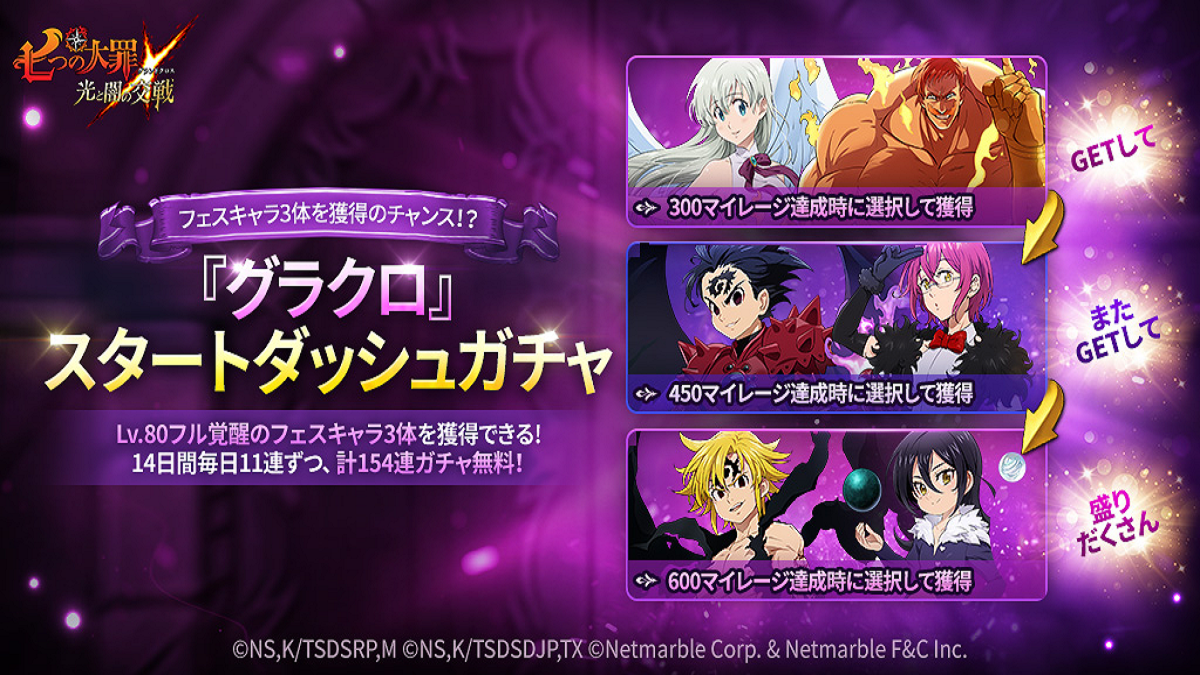 七つの大罪
グランドクロス
光と闇の交戦
フェスキャラ3体を獲得のチャンス!?
『グラクロ』
スタートダッシュガチャ
Lv.80フル覚醒のフェスキャラ3体を獲得できる!
14日間毎日11連ずつ、計154連ガチャ無料!
300マイレージ達成時に選択して獲得
GETして
450マイレージ達成時に選択して獲得
また
GETして
600マイレージ達成時に選択して獲得
盛り
だくさん
©NS,K/TSDSRP,M ©NS,K/TSDSDJP,TX ©Netmarble Corp. & Netmarble F&C Inc.